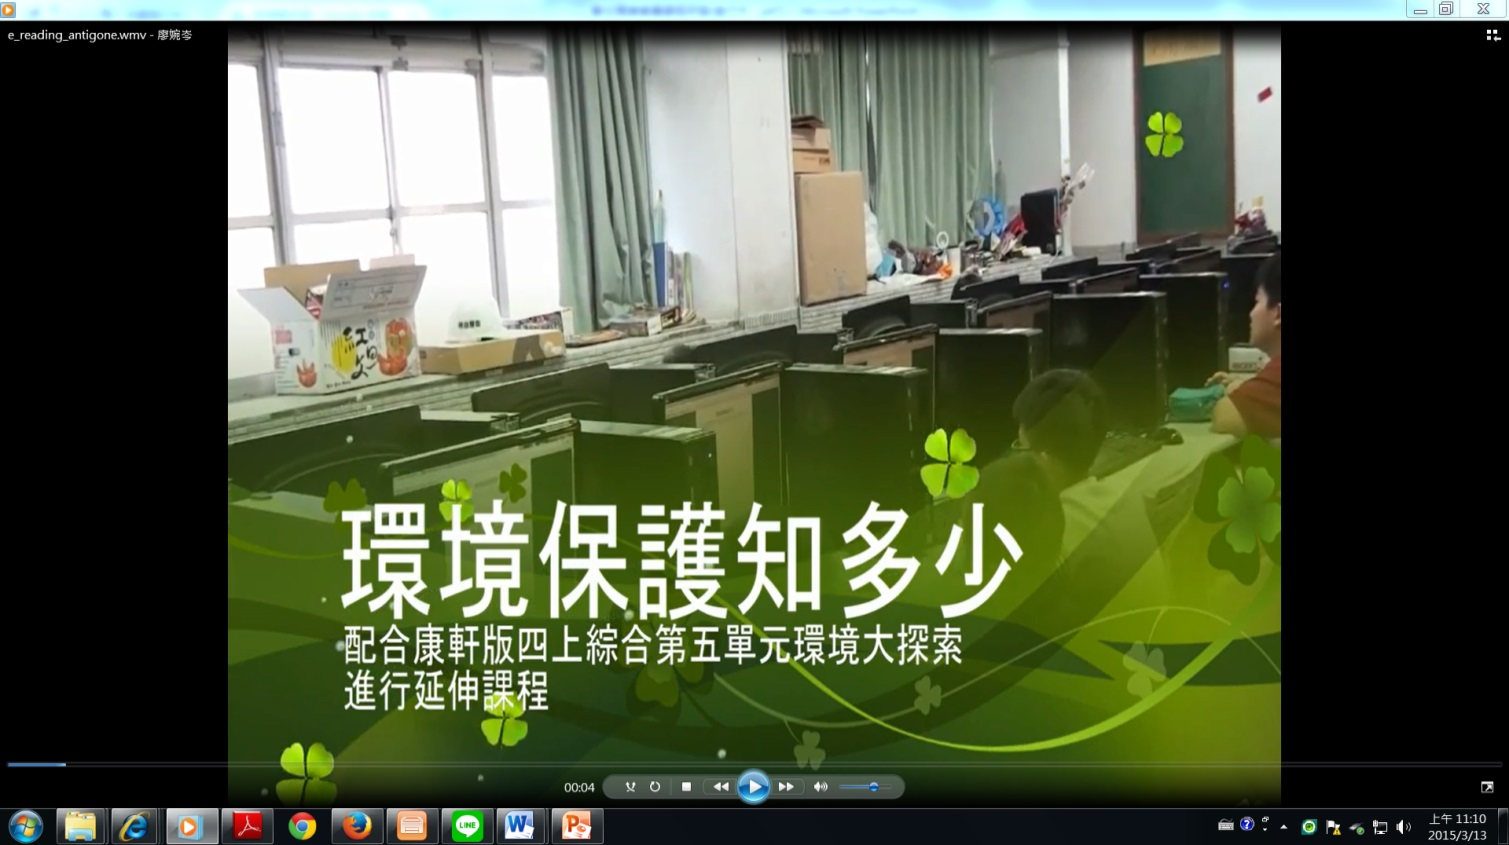 e_reading_antigone.wmv - 廖婉岑
紅
環境保護知多少
配合康軒版四上綜合第五單元環境大探索
進行延伸課程
00:04
LINE
上午 11:10
2015/3/13